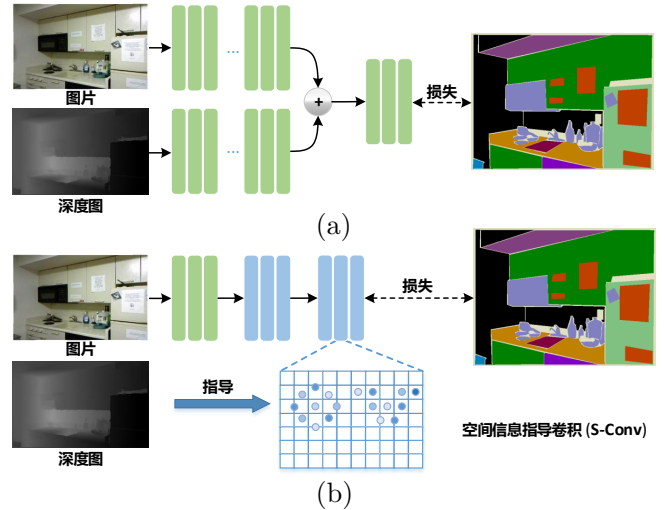 图片
...
...
+
损失
深度图
(a)
图片
损失
指导
深度图
空间信息指导卷积 (S-Conv)
(b)